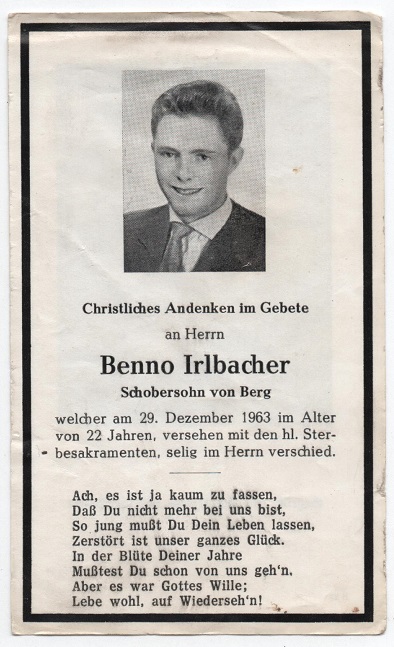 Christliches Andenken im Gebete
an Herrn
Benno Irlbacher
Schobersohn von Berg
welcher am 29. Dezember 1963 im Alter
von 22 Jahren, versehen mit den hl. Ster-
besakramenten, selig im Herrn verschied.
Ach, es ist ja kaum zu fassen,
Daß Du nicht mehr bei uns bist,
So jung mußt Du Dein Leben lassen,
Zerstört ist unser ganzes Glück.
In der Blüte Deiner Jahre
Mußtest Du schon von uns geh'n.
Aber es war Gottes Wille;
Lebe wohl, auf Wiederseh'n!